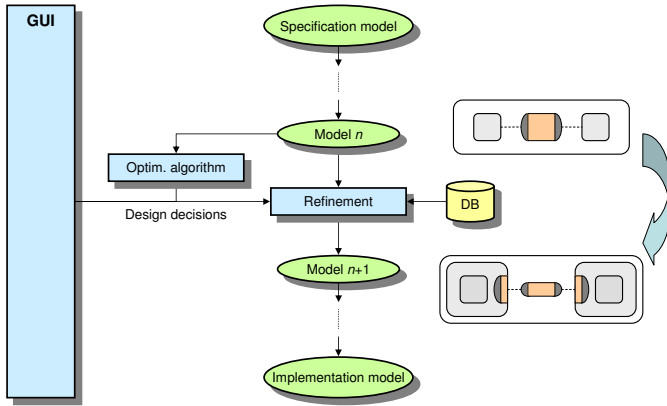 GUI
Specification model
Model n
Optim. algorithm
Refinement
DB
Design decisions
Model n+1
Implementation model